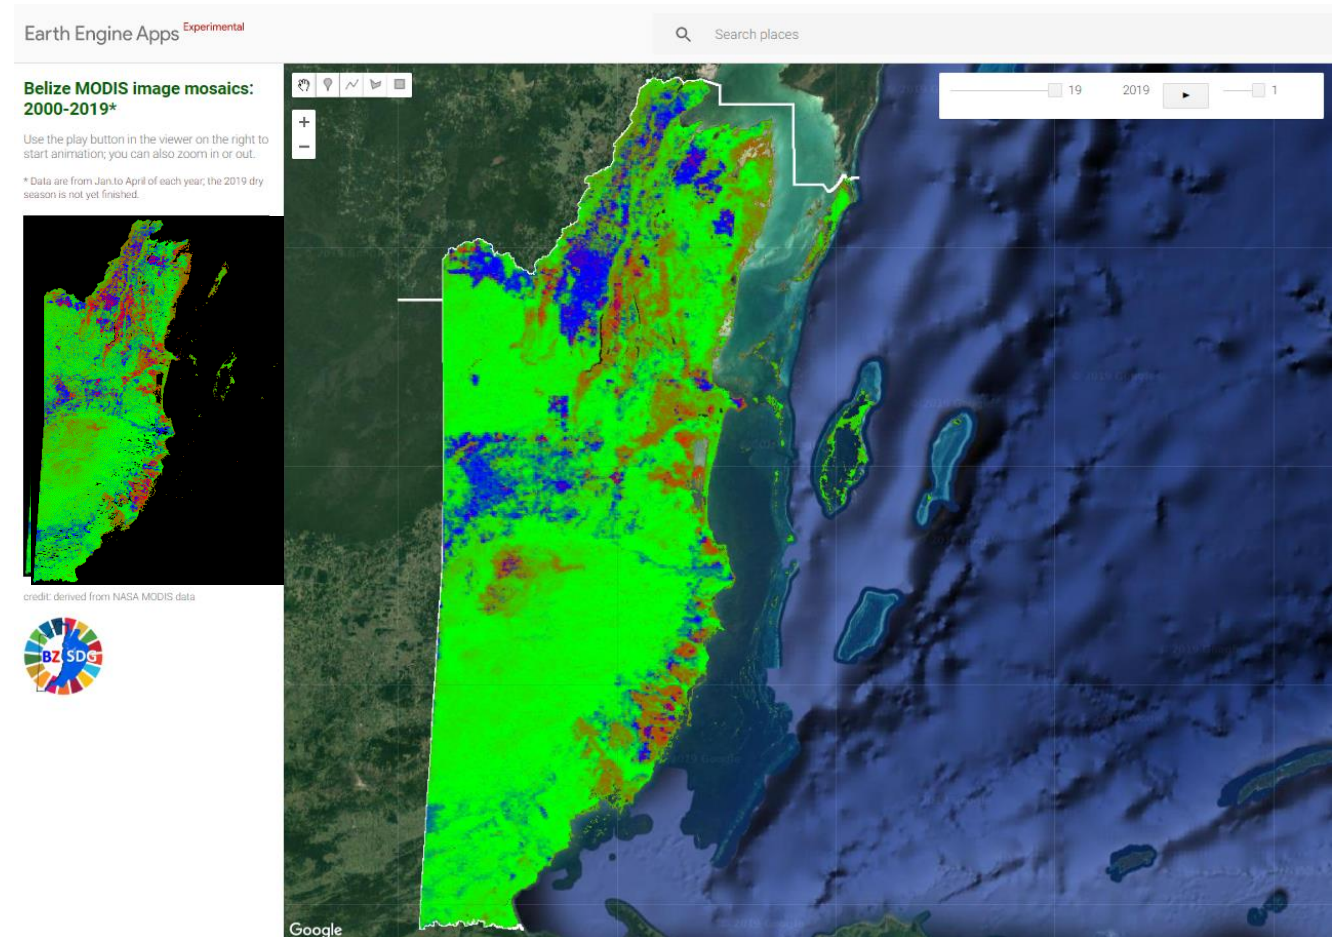 Earth Engine Apps Experimental
Search places
Belize MODIS image mosaics:
2000-2019*
Use the play button in the viewer on the right to
start animation; you can also zoom in or out.
* Data are from Jan.to April of each year; the 2019 dry
season is not yet finished.
credit: derived from NASA MODIS data
BZ SDG
+
−
19 2019 1
Google